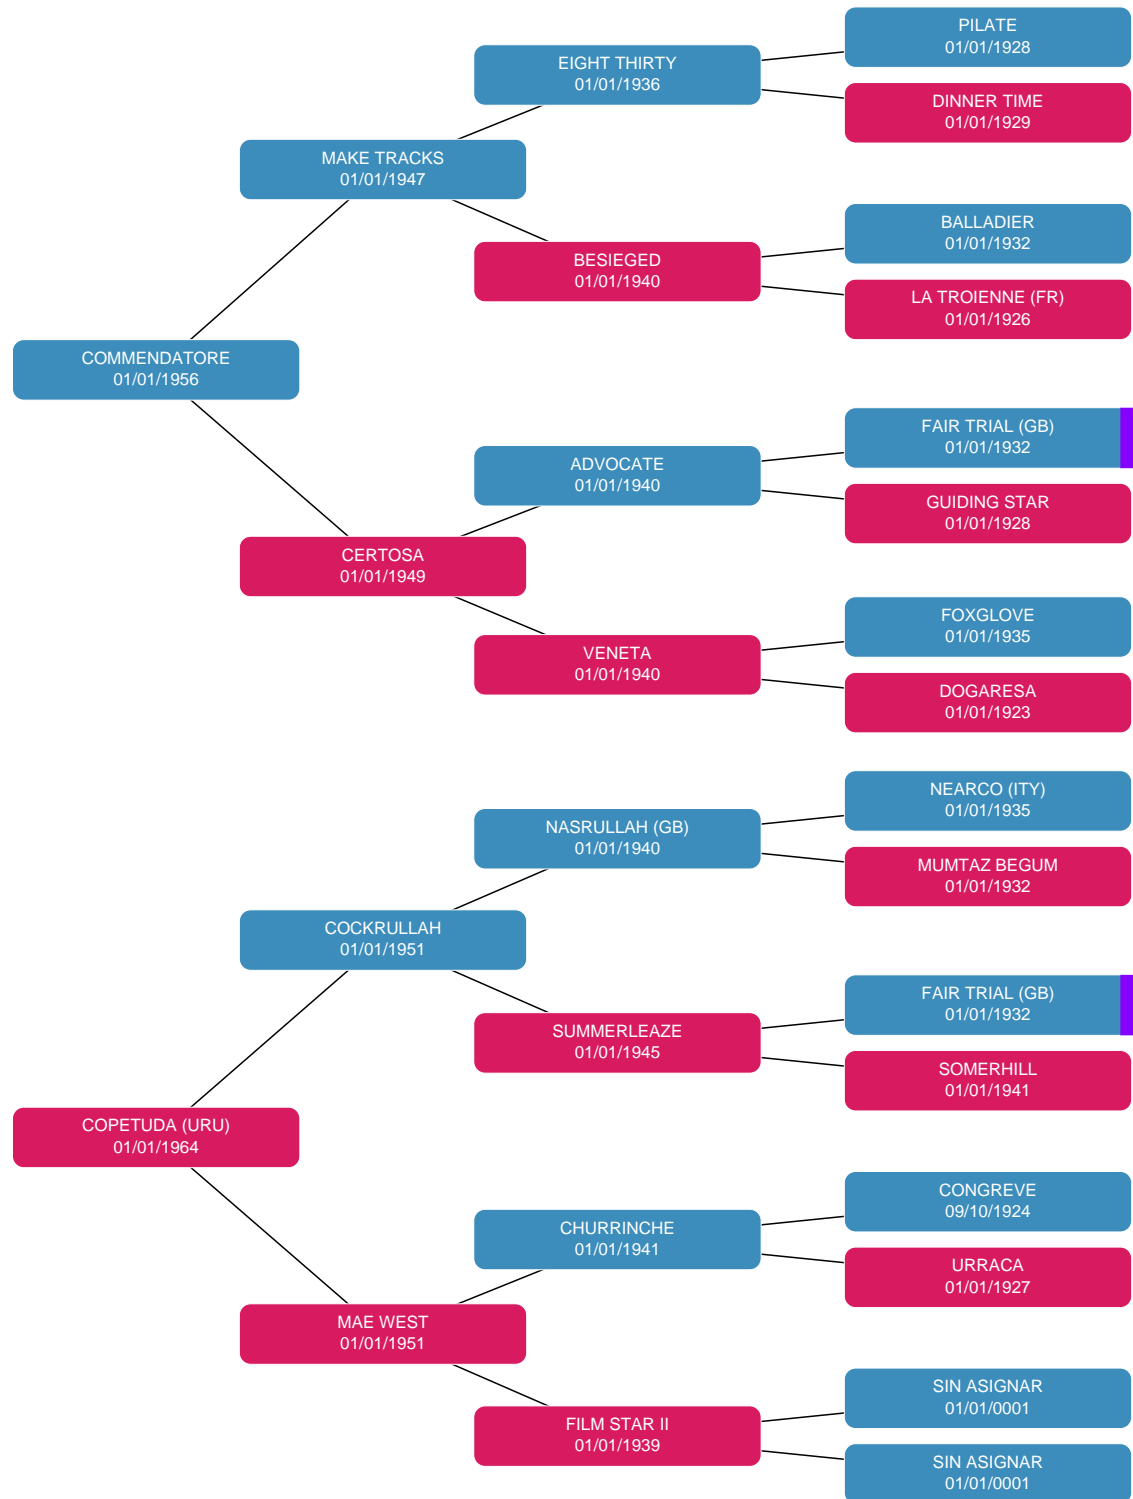 PILATE
01/01/1928
EIGHT THIRTY
01/01/1936
DINNER TIME
01/01/1929
MAKE TRACKS
01/01/1947
BALLADIER
01/01/1932
BESIEGED
01/01/1940
LA TROIENNE (FR)
01/01/1926
COMMENDATORE
01/01/1956
FAIR TRIAL (GB)
01/01/1932
ADVOCATE
01/01/1940
GUIDING STAR
01/01/1928
CERTOSA
01/01/1949
FOXGLOVE
01/01/1935
VENETA
01/01/1940
DOGARESA
01/01/1923
NEARCO (ITY)
01/01/1935
NASRULLAH (GB)
01/01/1940
MUMTAZ BEGUM
01/01/1932
COCKRULLAH
01/01/1951
FAIR TRIAL (GB)
01/01/1932
SUMMERLEAZE
01/01/1945
SOMERHILL
01/01/1941
COPETUDA (URU)
01/01/1964
CONGREVE
09/10/1924
CHURRINCHE
01/01/1941
URRACA
01/01/1927
MAE WEST
01/01/1951
SIN ASIGNAR
01/01/0001
FILM STAR II
01/01/1939
SIN ASIGNAR
01/01/0001